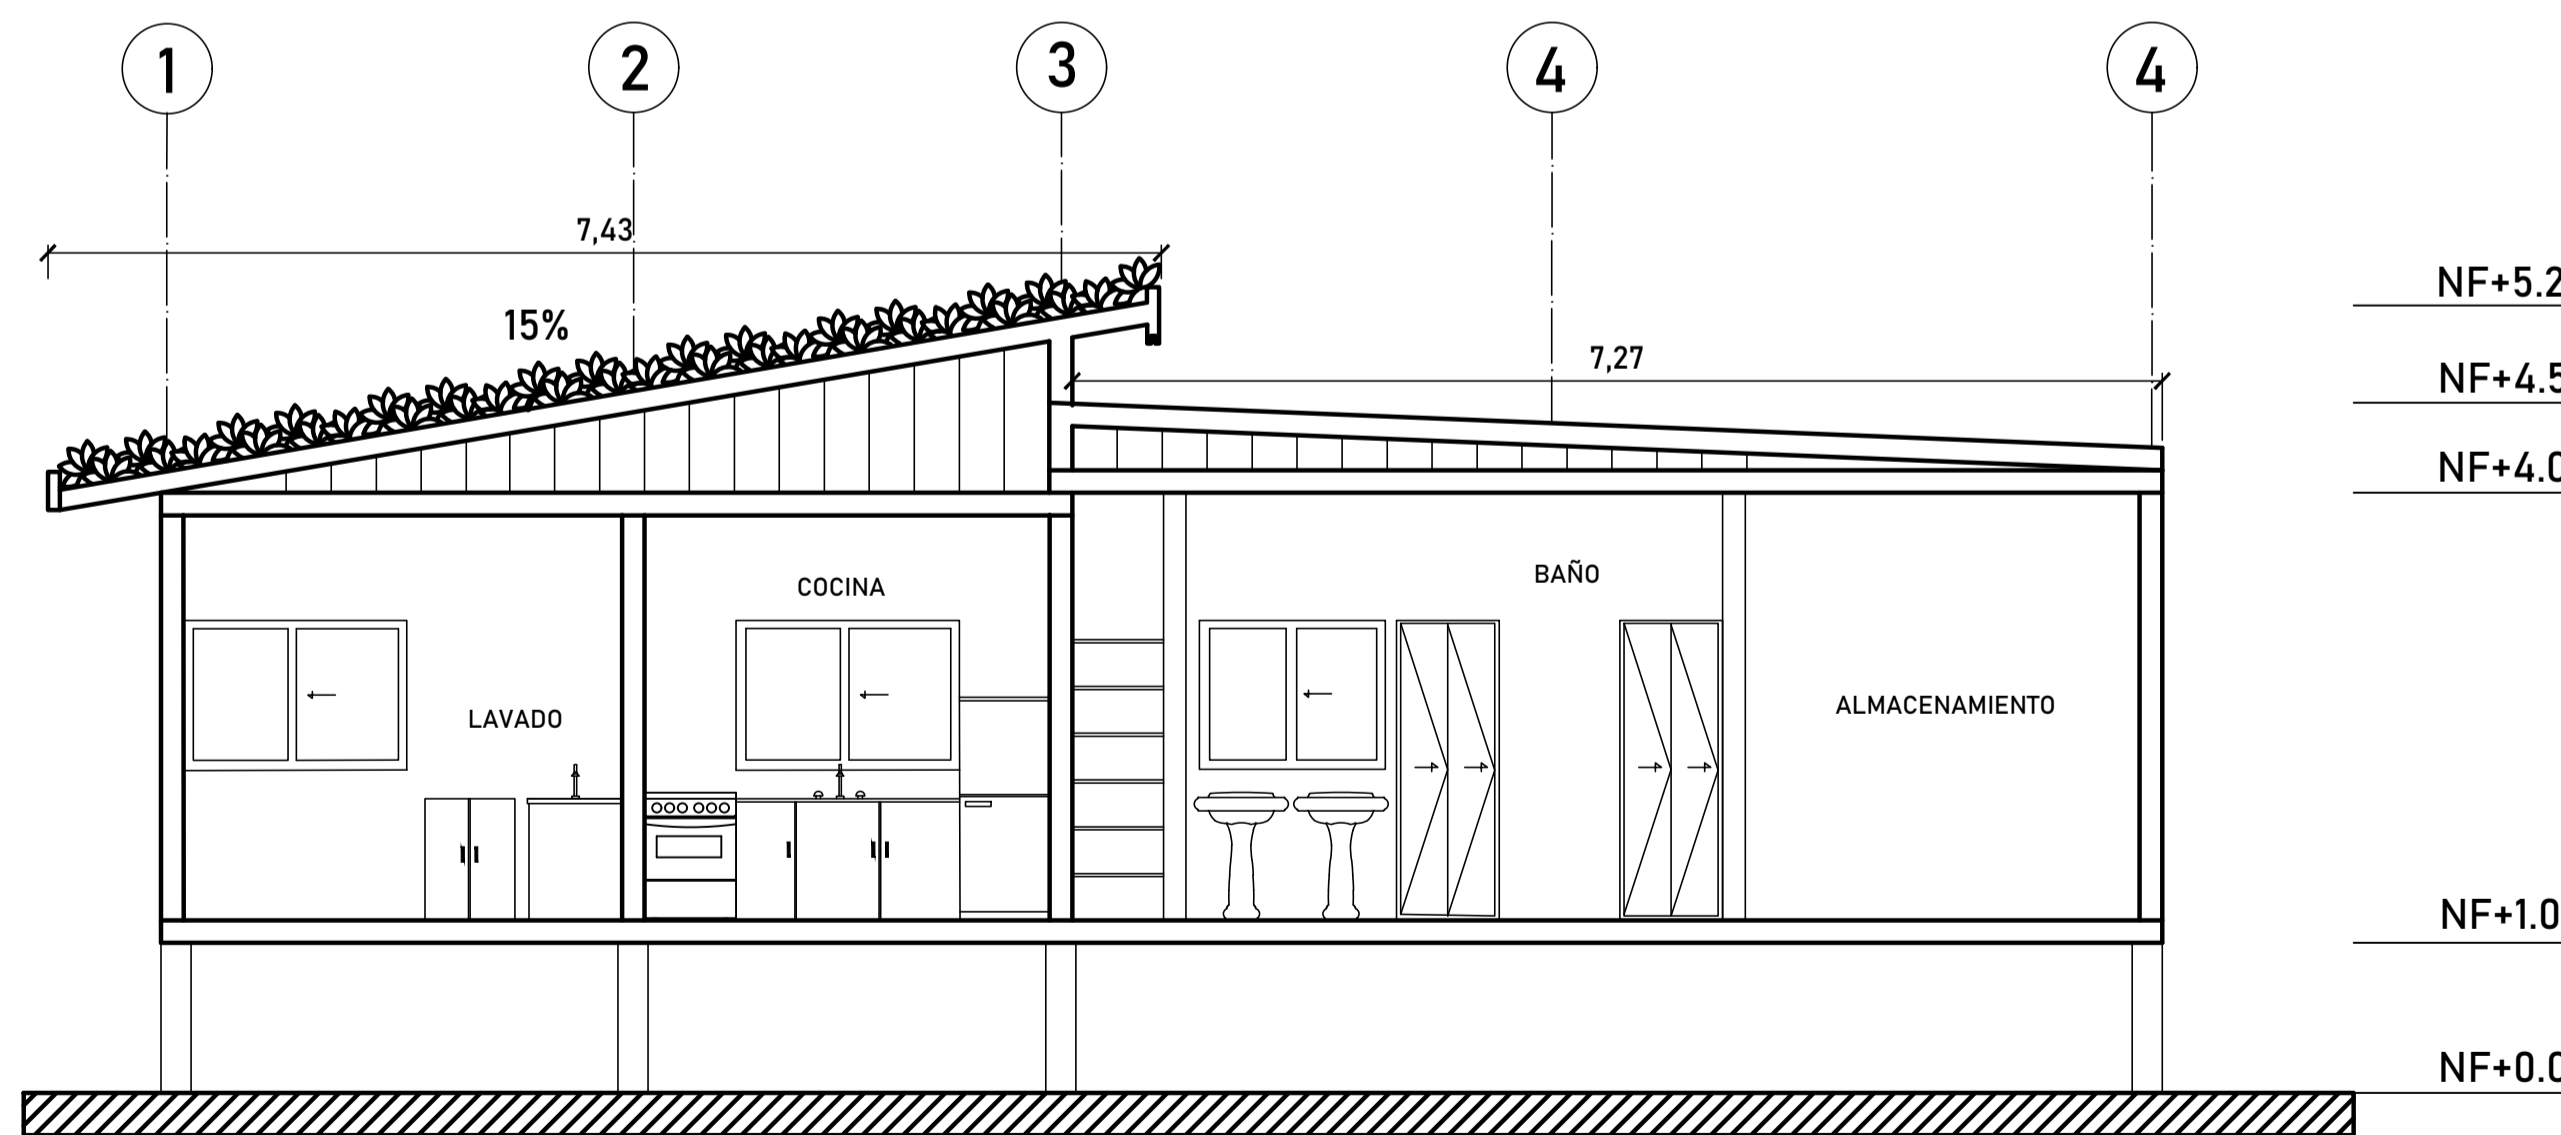 1 2 3 4 4
7,43
15%
7,27
NF+5.2
NF+4.5
NF+4.0
COCINA
BAÑO
LAVADO
ALMACENAMIENTO
NF+1.0
NF+0.0